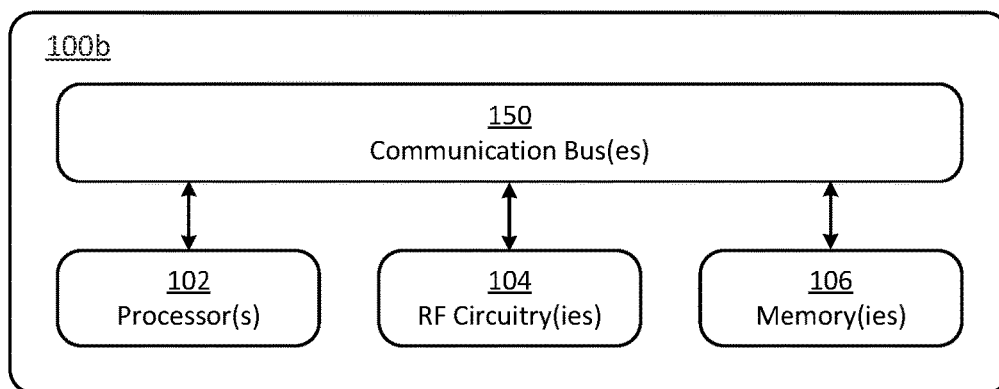 100b
150
Communication Bus(es)
102
Processor(s)
104
RF Circuitry(ies)
106
Memory(ies)